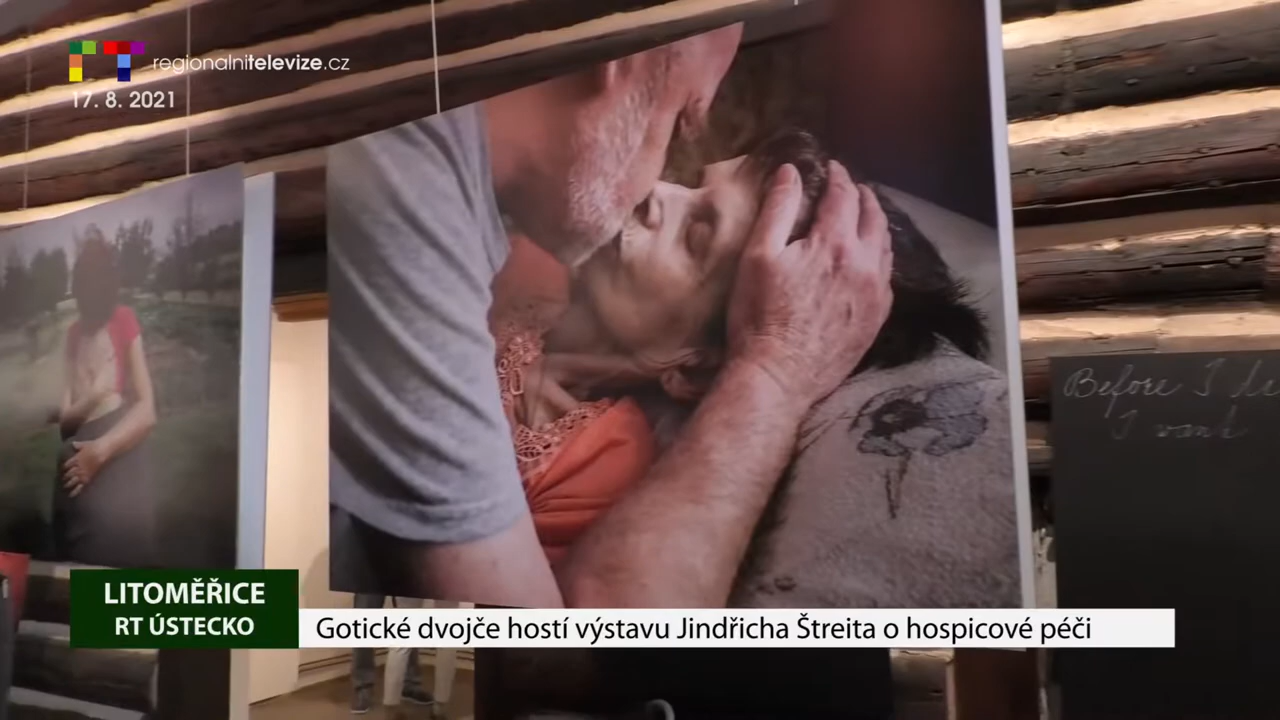 regionalnitelevize.cz
17. 8. 2021
Before I
I want
LITOMĚŘICE
RT ÚSTECKO
Gotické dvojče hostí výstavu Jindřicha Štreita o hospicové péči